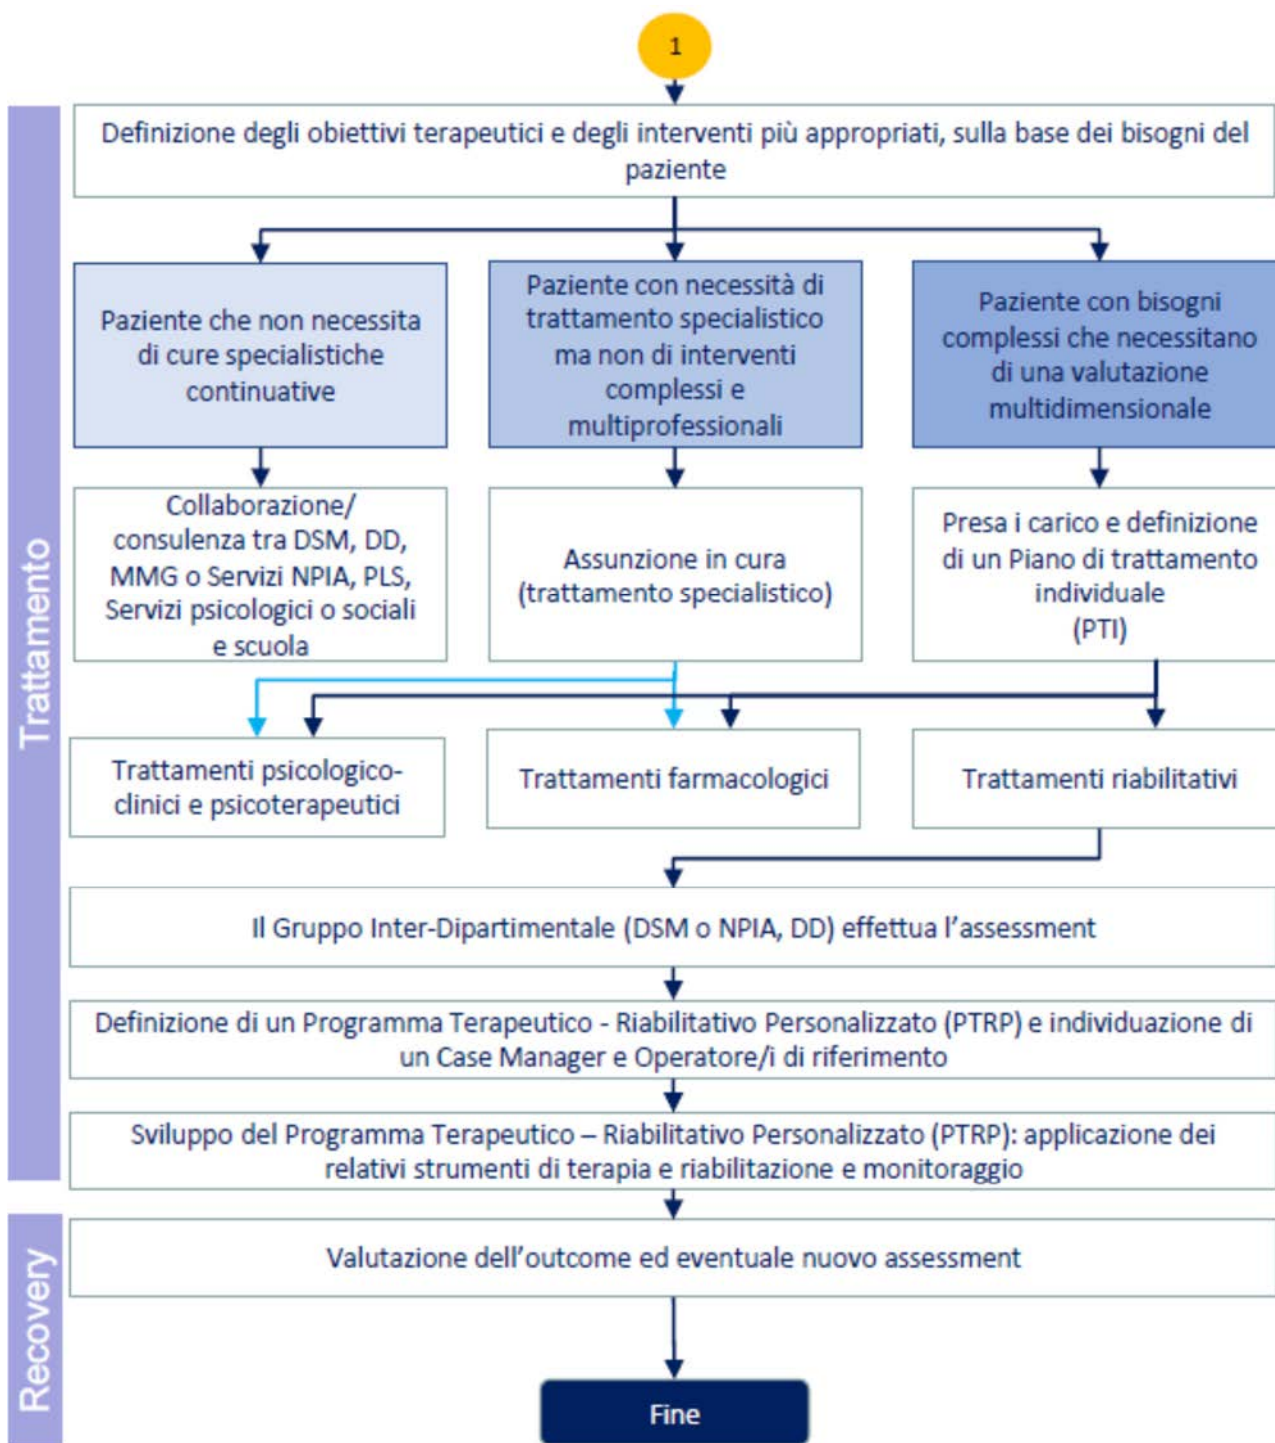 1
Definizione degli obiettivi terapeutici e degli interventi più appropriati, sulla base dei bisogni del
paziente
Paziente che non necessita
di cure specialistiche
continuative
Paziente con necessità di
trattamento specialistico
ma non di interventi
complessi e
multiprofessionali
Paziente con bisogni
complessi che necessitano
di una valutazione
multidimensionale
Collaborazione/
consulenza tra DSM, DD,
MMG o Servizi NPIA, PLS,
Servizi psicologici o sociali
e scuola
Assunzione in cura
(trattamento specialistico)
Presa i carico e definizione
di un Piano di trattamento
individuale
(PTI)
Trattamento
Trattamenti psicologico-
clinici e psicoterapeutici
Trattamenti farmacologici
Trattamenti riabilitativi
Il Gruppo Inter-Dipartimentale (DSM o NPIA, DD) effettua l’assessment
Definizione di un Programma Terapeutico - Riabilitativo Personalizzato (PTRP) e individuazione di
un Case Manager e Operatore/i di riferimento
Sviluppo del Programma Terapeutico – Riabilitativo Personalizzato (PTRP): applicazione dei
relativi strumenti di terapia e riabilitazione e monitoraggio
Recovery
Valutazione dell’outcome ed eventuale nuovo assessment
Fine